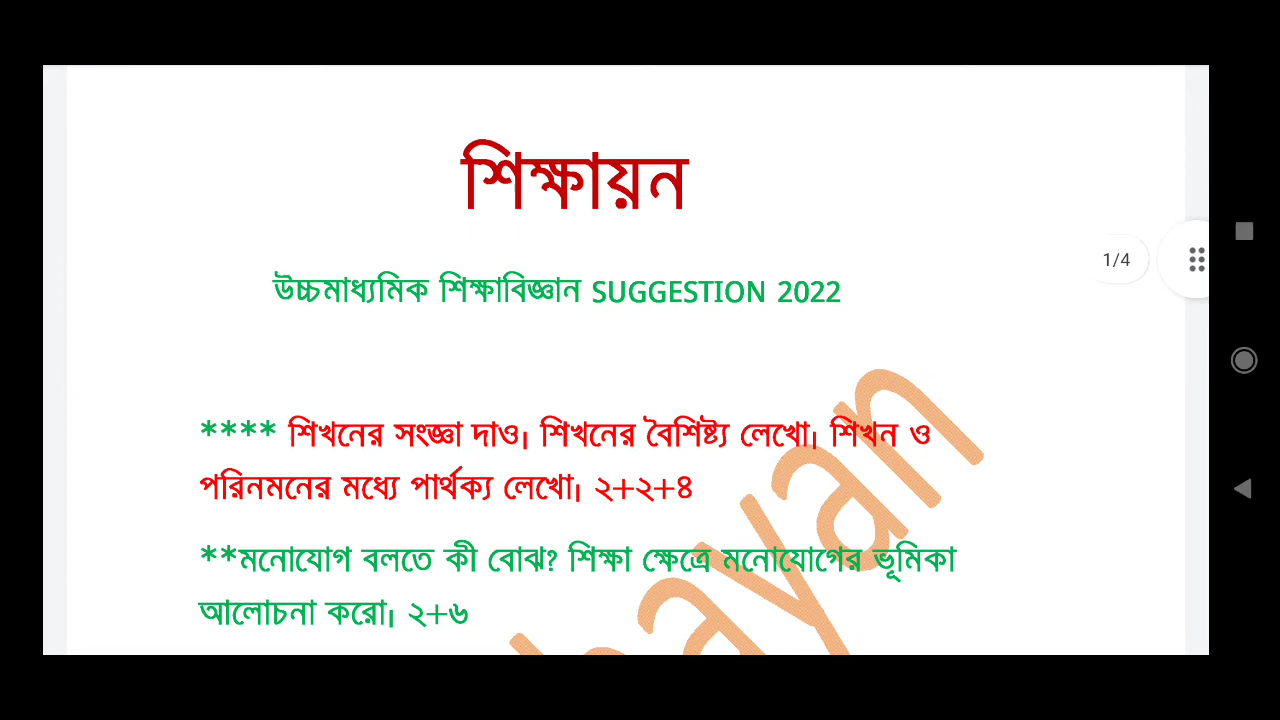 শিক্ষায়ন
1/4
উচ্চমাধ্যমিক শিক্ষাবিজ্ঞান SUGGESTION 2022
**** শিখনের সংজ্ঞা দাও। শিখনের বৈশিষ্ট্য লেখো। শিখন ও
পরিনমনের মধ্যে পার্থক্য লেখো। ২+২+৪
**মনোযোগ বলতে কী বোঝ? শিক্ষা ক্ষেত্রে মনোযোগের ভূমিকা
আলোচনা করো। ২+৬